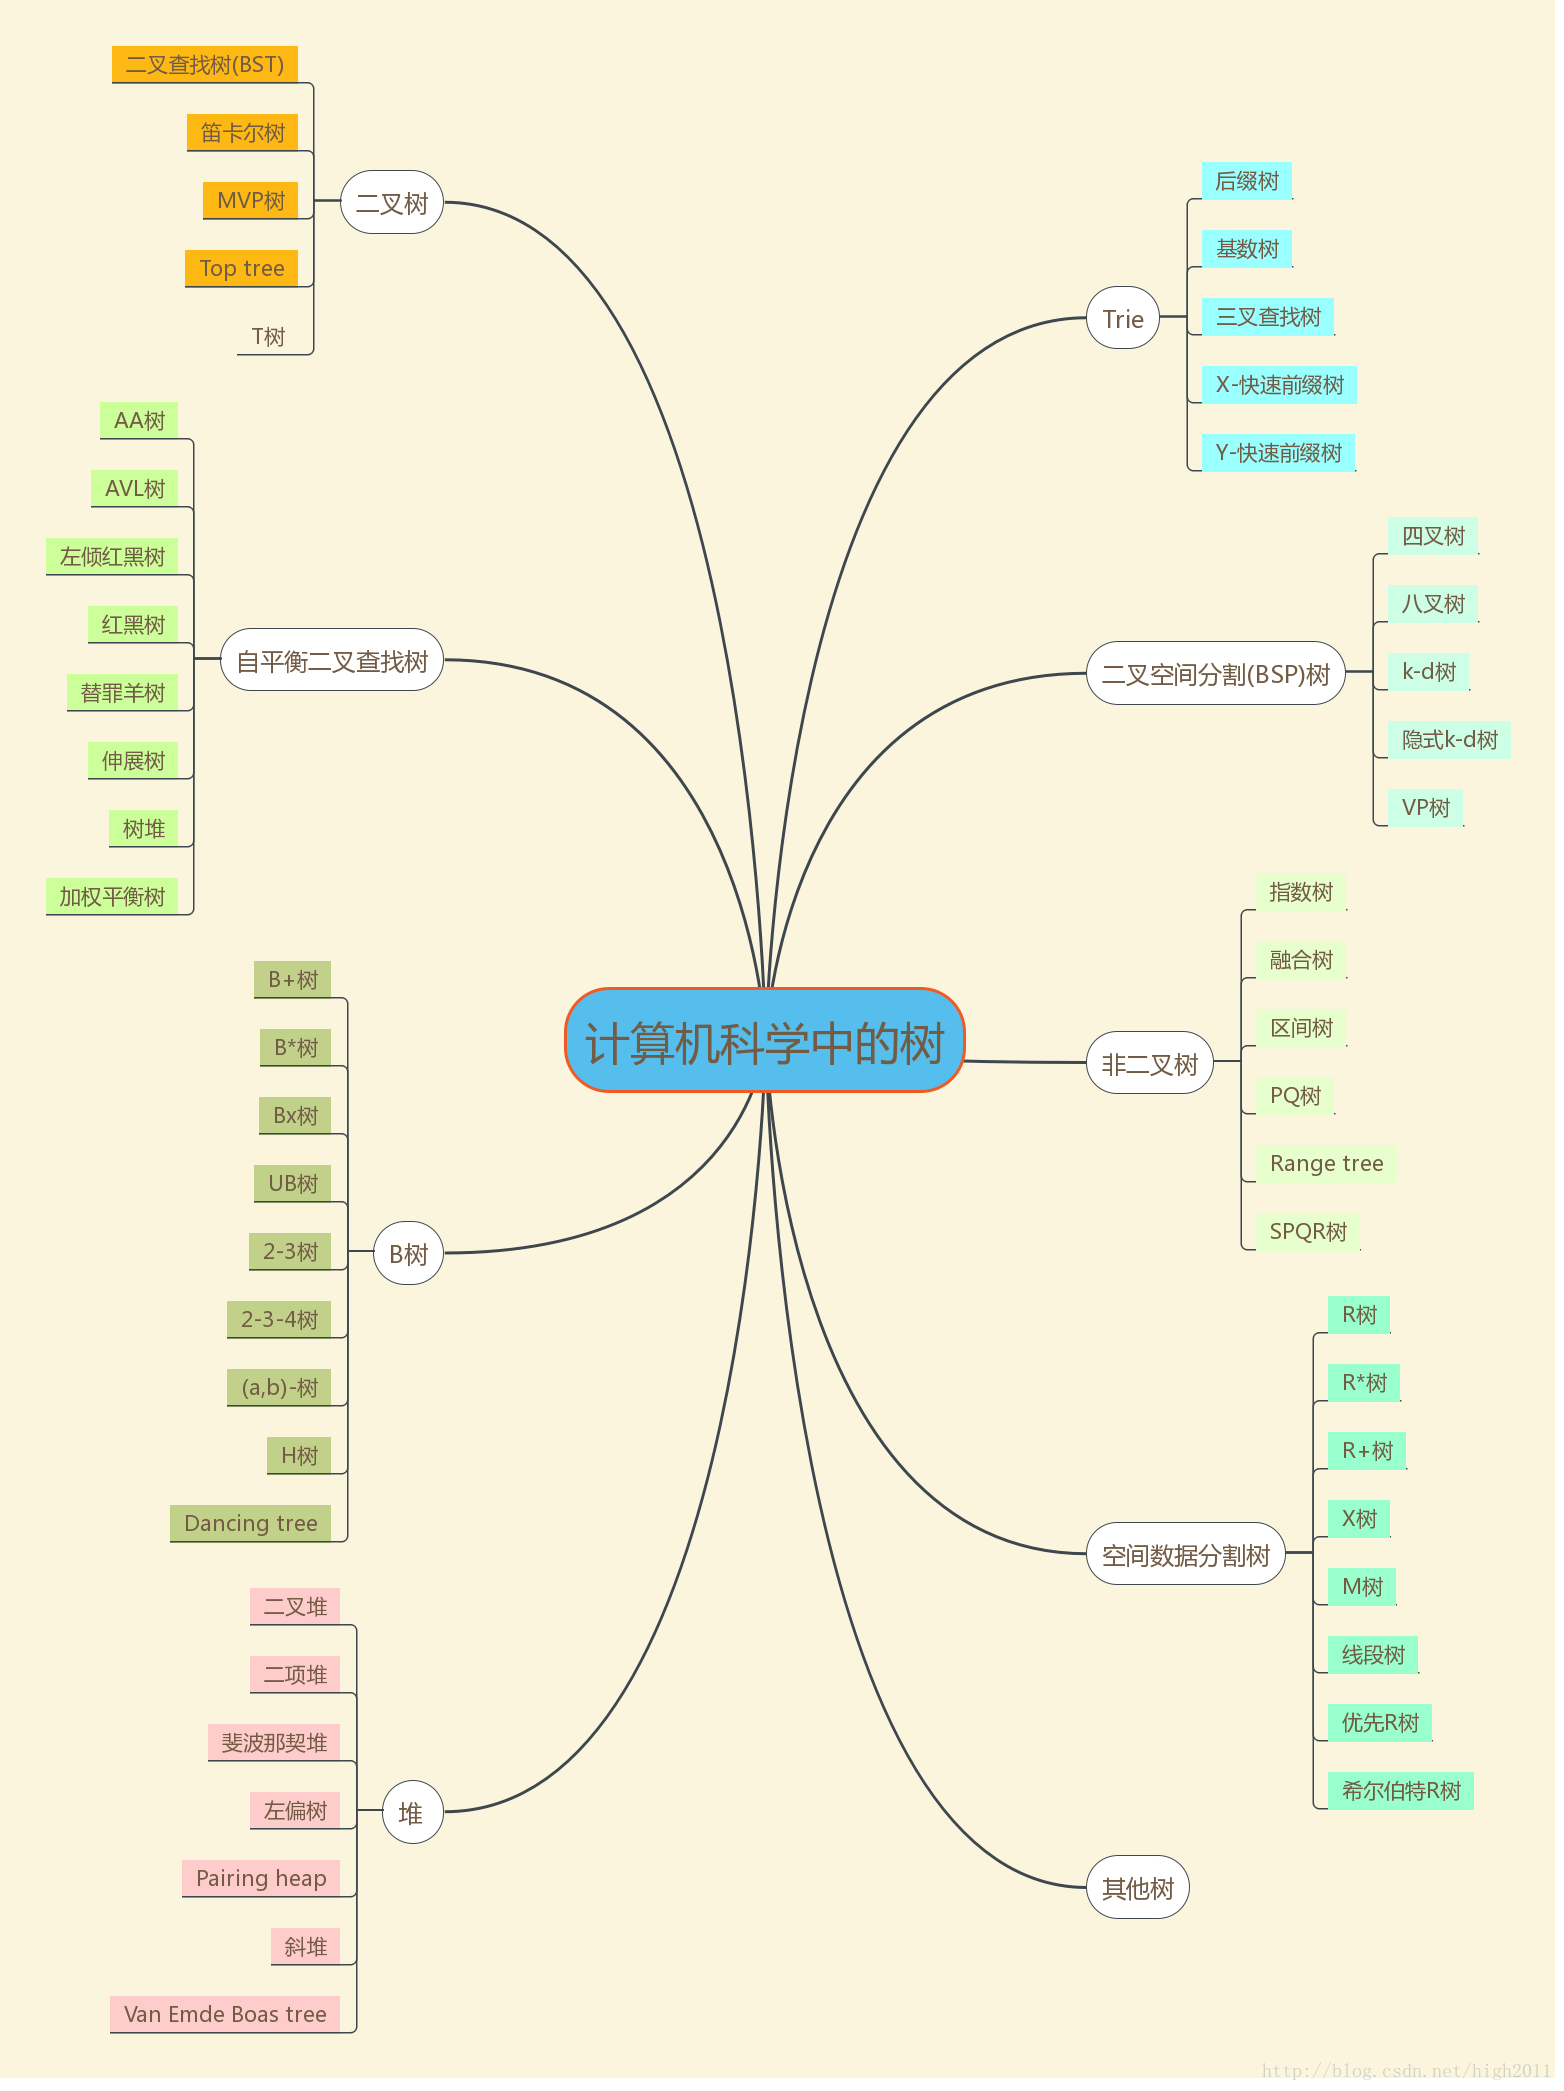 计算机科学中的树
二叉树
二叉查找树(BST)
笛卡尔树
MVP树
Top tree
T树
自平衡二叉查找树
AA树
AVL树
左倾红黑树
红黑树
替罪羊树
伸展树
树堆
加权平衡树
B树
B+树
B*树
Bx树
UB树
2-3树
2-3-4树
(a,b)-树
H树
Dancing tree
堆
二叉堆
二项堆
斐波那契堆
左偏树
Pairing heap
斜堆
Van Emde Boas tree
Trie
后缀树
基数树
三叉查找树
X-快速前缀树
Y-快速前缀树
二叉空间分割(BSP)树
四叉树
八叉树
k-d树
隐式k-d树
VP树
非二叉树
指数树
融合树
区间树
PQ树
Range tree
SPQR树
空间数据分割树
R树
R*树
R+树
X树
M树
线段树
优先R树
希尔伯特R树
其他树
http://blog.csdn.net/high2011